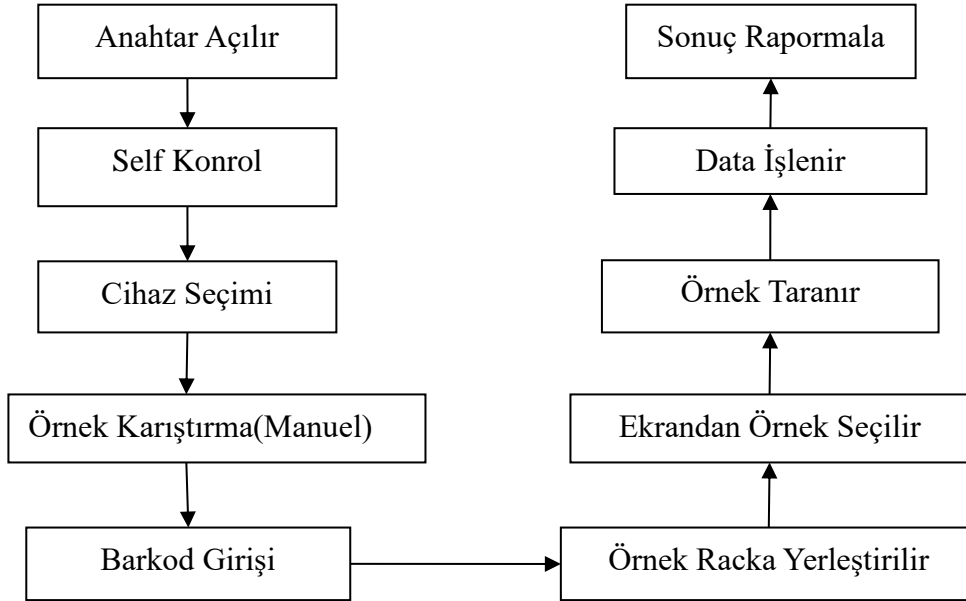 Anahtar Açılır
Self Konrol
Cihaz Seçimi
Örnek Karıştırma(Manuel)
Barkod Girişi
Örnek Racka Yerleştirilir
Ekrandan Örnek Seçilir
Örnek Taranır
Data İşlenir
Sonuç Rapormala